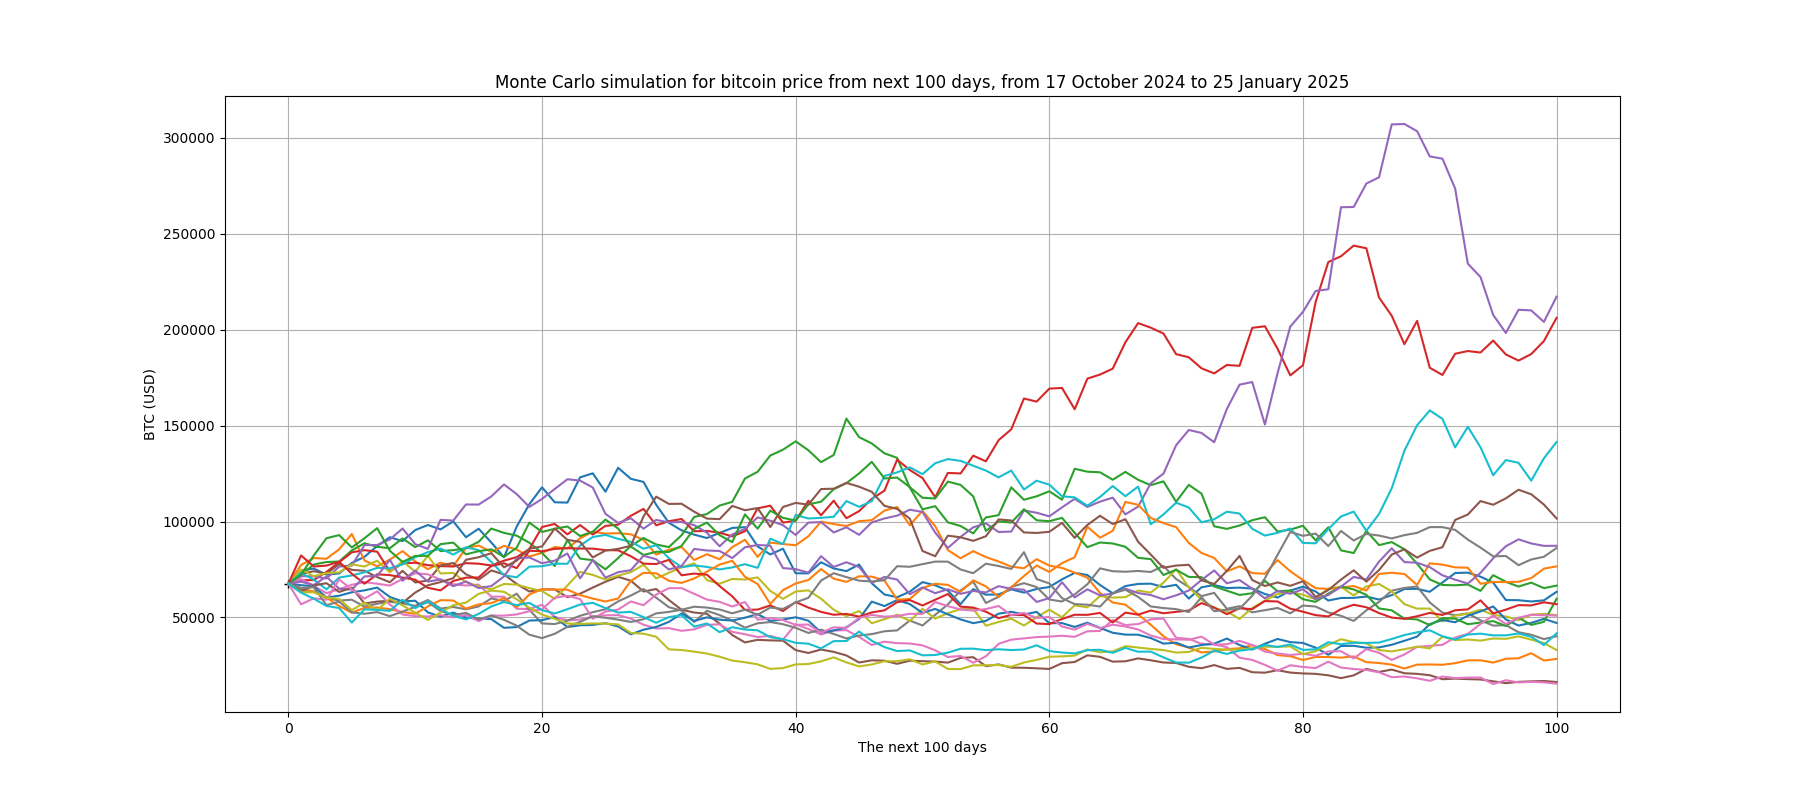 Monte Carlo simulation for bitcoin price from next 100 days, from 17 October 2024 to 25 January 2025
300000
250000
200000
150000
100000
50000
BTC (USD)
0 20 40 60 80 100
The next 100 days